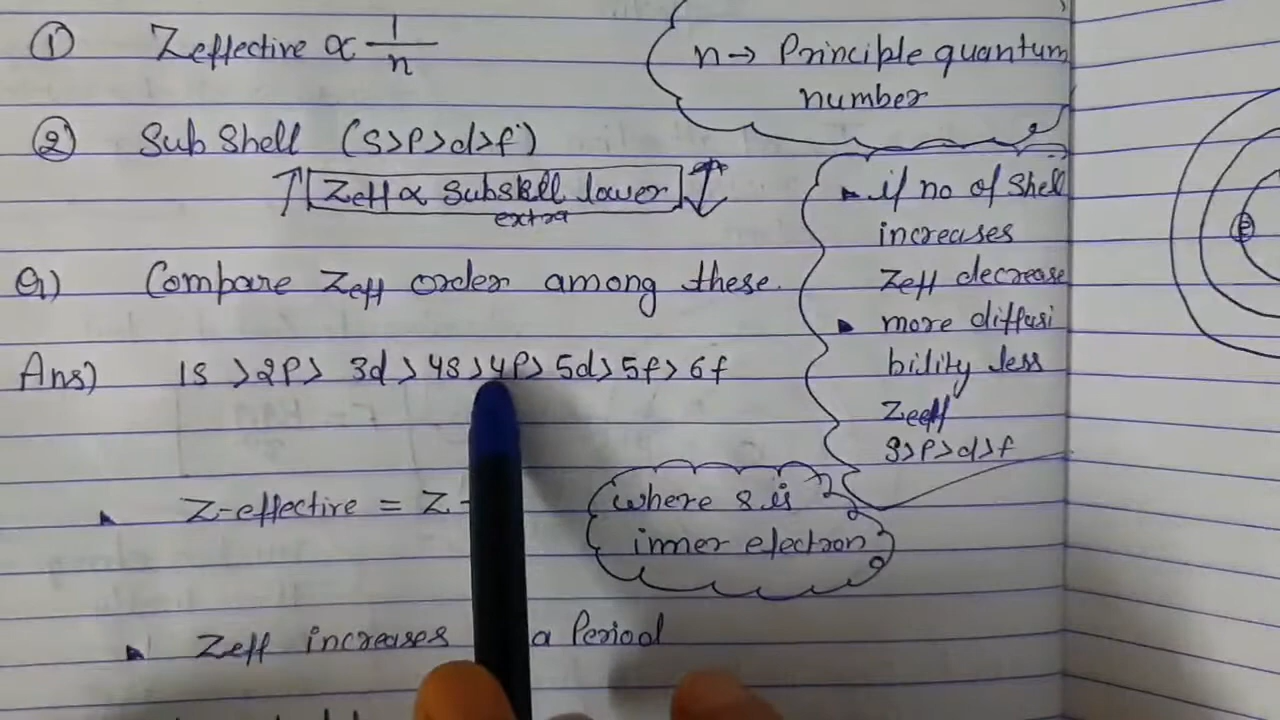 ① Zeffective ∝ 1/n
n → Principle quantum
number
② Sub Shell (s>p>d>f)
↑ Zeff ∝ Subskll lower ↕
extra
▸ if no of Shell
increases
Zeff decrease
▸ more diffusi
bility less
Zeeff
s>p>d>f
Q) Compare Zeff order among these.
Ans) 1s > 2p > 3d > 4s > 4p > 5d > 5f > 6f
▸ Z-effective = Z -
where s is
inner electron
▸ Zeff increases a Period